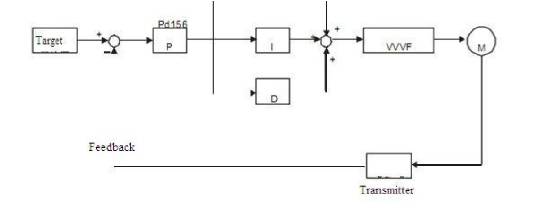 Pd156
+
+
Target
P
I
+
VVVF
M
−
+
D
Feedback
Transmitter